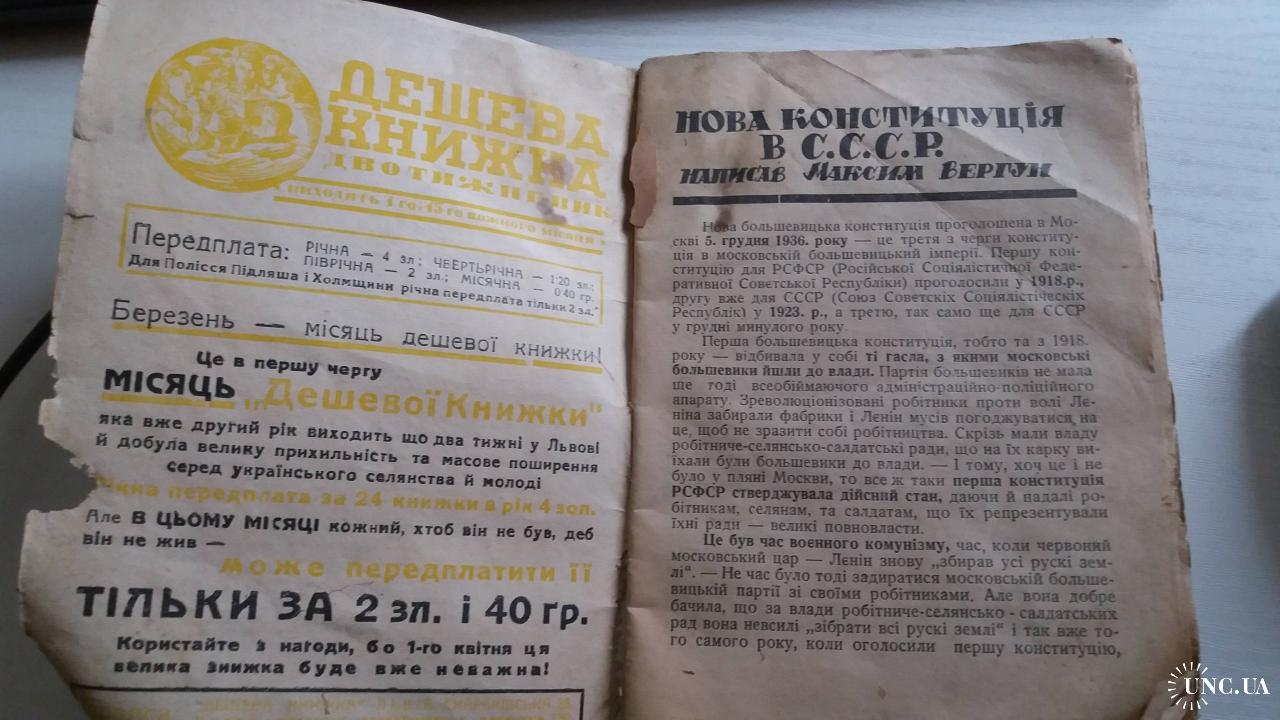 ДЕШЕВА
КНИЖКА
ДВОТИЖНЕВИК
ВИХОДИТЬ 1 го і 15 го кожного місяця
Передплата: РІЧНА — 4 зл; ЧВЕРТЬРІЧНА — 1·20 зл;
ПІВРІЧНА — 2 зл; МІСЯЧНА — 0·40 гр.
Для Полісся Підляша і Холмщини річна передплата тільки 2 зл.
Березень — місяць дешевої книжки!
Це в першу чергу
МІСЯЦЬ „Дешевої Книжки"
яка вже другий рік виходить що два тижні у Львові
й добула велику прихильність та масове поширення
серед українського селянства й молоді
Річна передплата за 24 книжки в рік 4 зол.
Але В ЦЬОМУ МІСЯЦІ кожний, хтоб він не був, деб
він не жив —
може передплатити її
ТІЛЬКИ ЗА 2 зл. і 40 гр.
Користайте з нагоди, бо 1-го квітня ця
велика знижка буде вже неважна!
„ДЕШЕВА КНИЖКА"
НОВА КОНСТИТУЦІЯ
В С.С.С.Р.
НАПИСАВ МАКСИМ ВЕРГУН
Нова большевицька конституція проголошена в Мо-
скві 5. грудня 1936. року — це третя з черги конститу-
ція в московській большевицькій імперії. Першу кон-
ституцію для РСФСР (Російської Соціялістичної Феде-
ративної Совєтської Республіки) проголосили у 1918.р.,
другу вже для СССР (Союз Совєтскіх Соціялістіческіх
Республік) у 1923. р., а третю, так само ще для СССР
у грудні минулого року.
Перша большевицька конституція, тобто та з 1918.
року — відбивала у собі ті гасла, з якими московські
большевики йшли до влади. Партія большевиків не мала
ще тоді всеобіймаючого адміністраційно-поліційного
апарату. Зреволюціонізовані робітники проти волі Лє-
ніна забирали фабрики і Лєнін мусів погоджуватися на
це, щоб не зразити собі робітництва. Скрізь мали владу
робітниче-селянсько-салдатські ради, що на їх карку ви-
їхали були большевики до влади. — І тому, хоч це і не
було у пляні Москви, то все ж таки перша конституція
РСФСР стверджувала дійсний стан, даючи й надалі ро-
бітникам, селянам, та салдатам, що їх репрезентували
їхні ради — великі повновласти.
Це був час воєнного комунізму, час, коли червоний
московський цар — Лєнін знову „збирав усі рускі зем-
лі". — Не час було тоді задиратися московській больше-
вицькій партії зі своїми робітниками. Але вона добре
бачила, що за влади робітниче-селянсько-салдатських
рад вона невсилі „зібрати всі рускі землі" і так вже то-
го самого року, коли оголосили першу конституцію,
UNC.UA